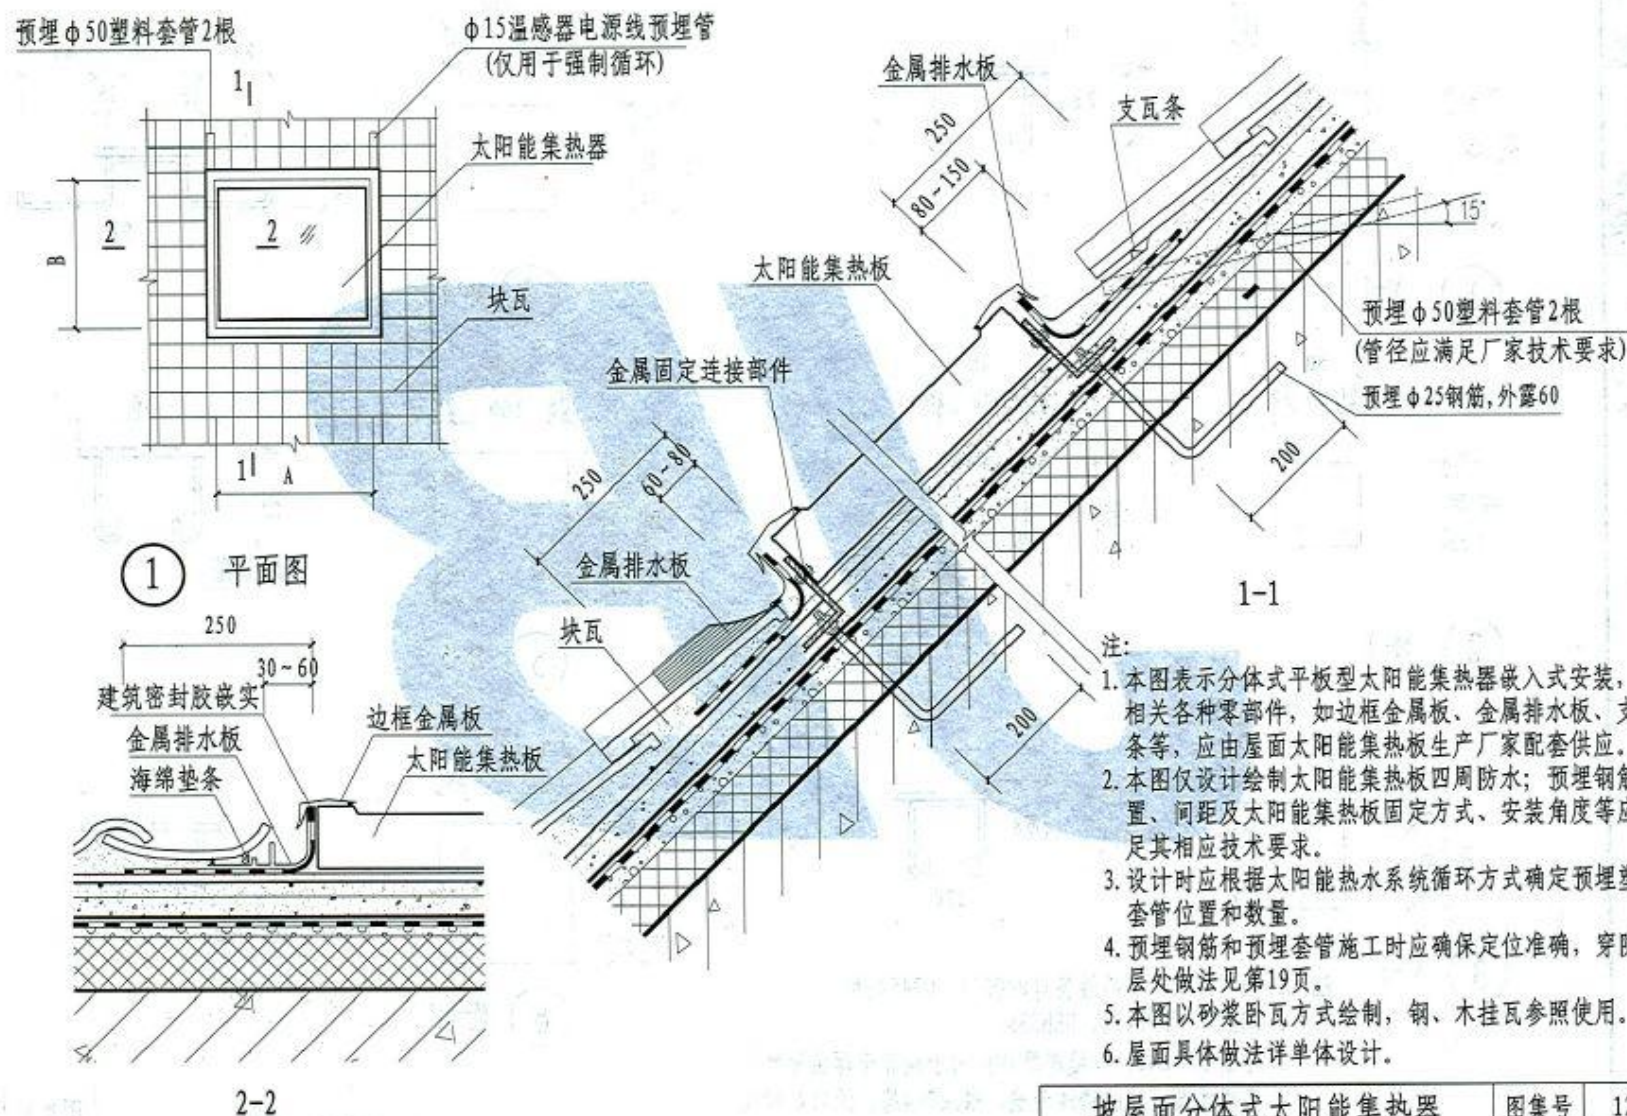 预埋ф50塑料套管2根
ф15温感器电源线预埋管
(仅用于强制循环)
太阳能集热器
块瓦
1
2
2
B
1
A
1
平面图
金属排水板
支瓦条
250
80~150
15°
太阳能集热板
预埋ф50塑料套管2根
(管径应满足厂家技术要求)
预埋ф25钢筋,外露60
200
金属固定连接部件
250
60~80
金属排水板
块瓦
200
1-1
250
30~60
建筑密封胶嵌实
金属排水板
海绵垫条
边框金属板
太阳能集热板
2-2
注:
1.本图表示分体式平板型太阳能集热器嵌入式安装,
相关各种零部件, 如边框金属板、金属排水板、支
条等, 应由屋面太阳能集热板生产厂家配套供应。
2.本图仅设计绘制太阳能集热板四周防水; 预埋钢筋
置、间距及太阳能集热板固定方式、安装角度等应
足其相应技术要求。
3.设计时应根据太阳能热水系统循环方式确定预埋塑
套管位置和数量。
4.预埋钢筋和预埋套管施工时应确保定位准确, 穿防
层处做法见第19页。
5.本图以砂浆卧瓦方式绘制, 钢、木挂瓦参照使用。
6.屋面具体做法详单体设计。
坡屋面分体式太阳能集热器
图集号